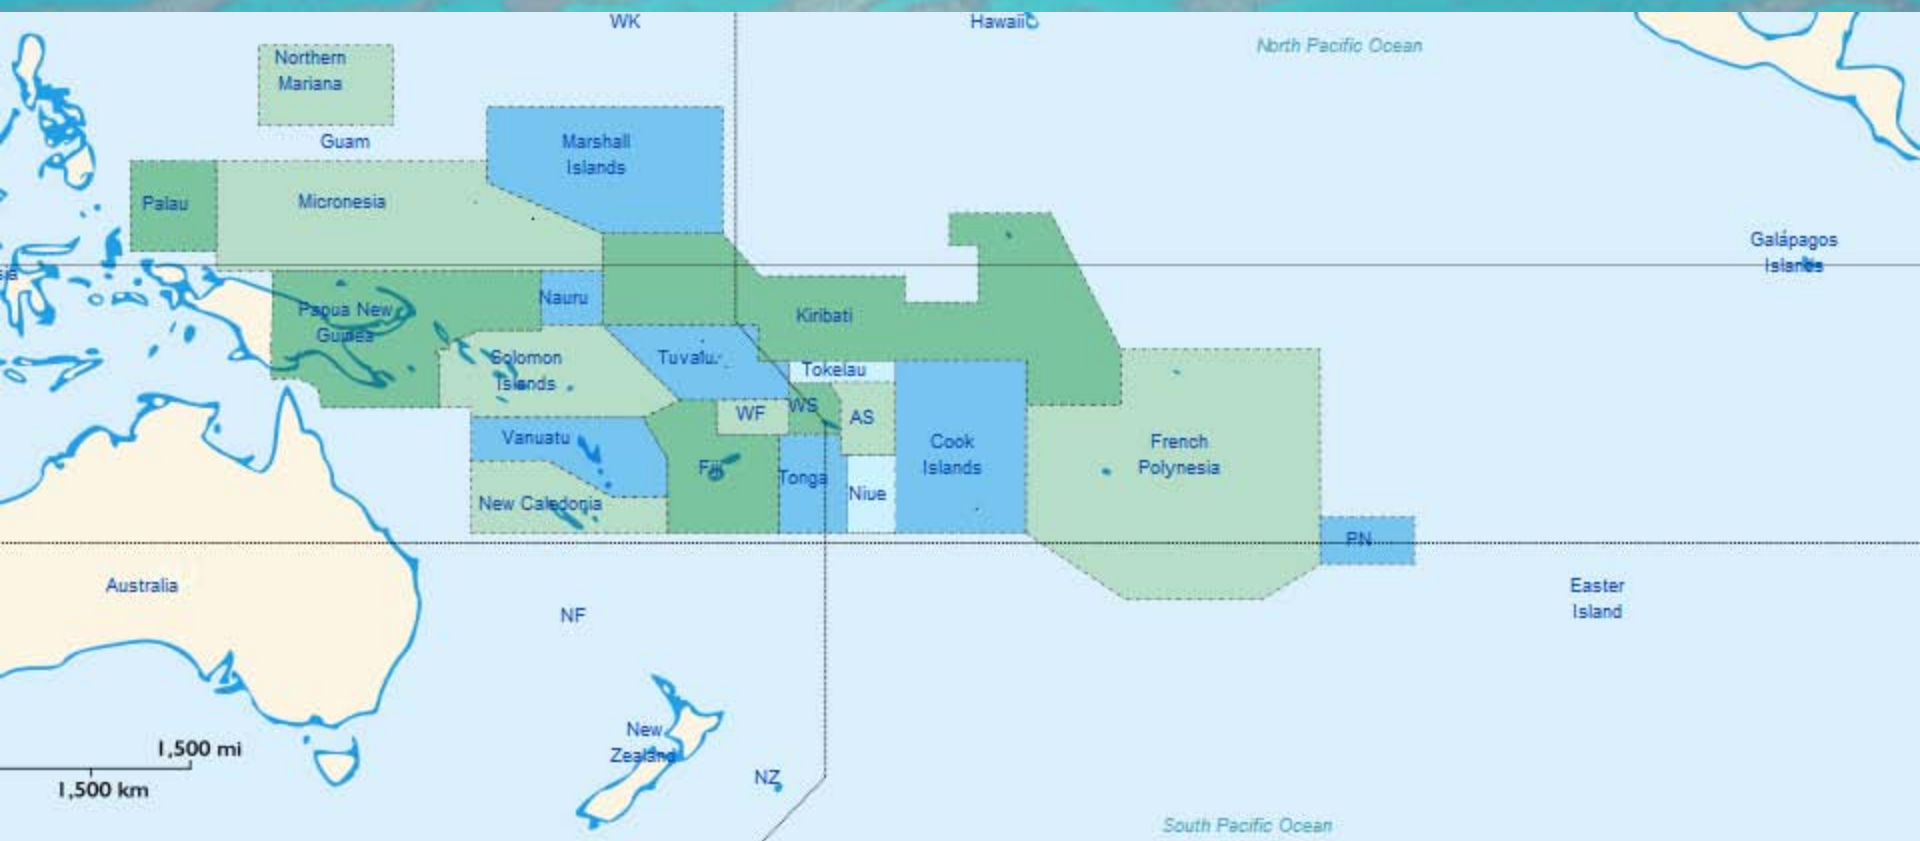 WK
Hawaii
North Pacific Ocean
Northern
Mariana
Guam
Marshall
Islands
Palau
Micronesia
Galápagos
Islands
Nauru
Papua New
Guinea
Kiribati
Solomon
Islands
Tuvalu
Tokelau
WF
WS
AS
Vanuatu
Cook
Islands
French
Polynesia
Fiji
Tonga
Niue
New Caledonia
PN
Australia
Easter
Island
NF
New
Zealand
NZ
1,500 mi
1,500 km
South Pacific Ocean